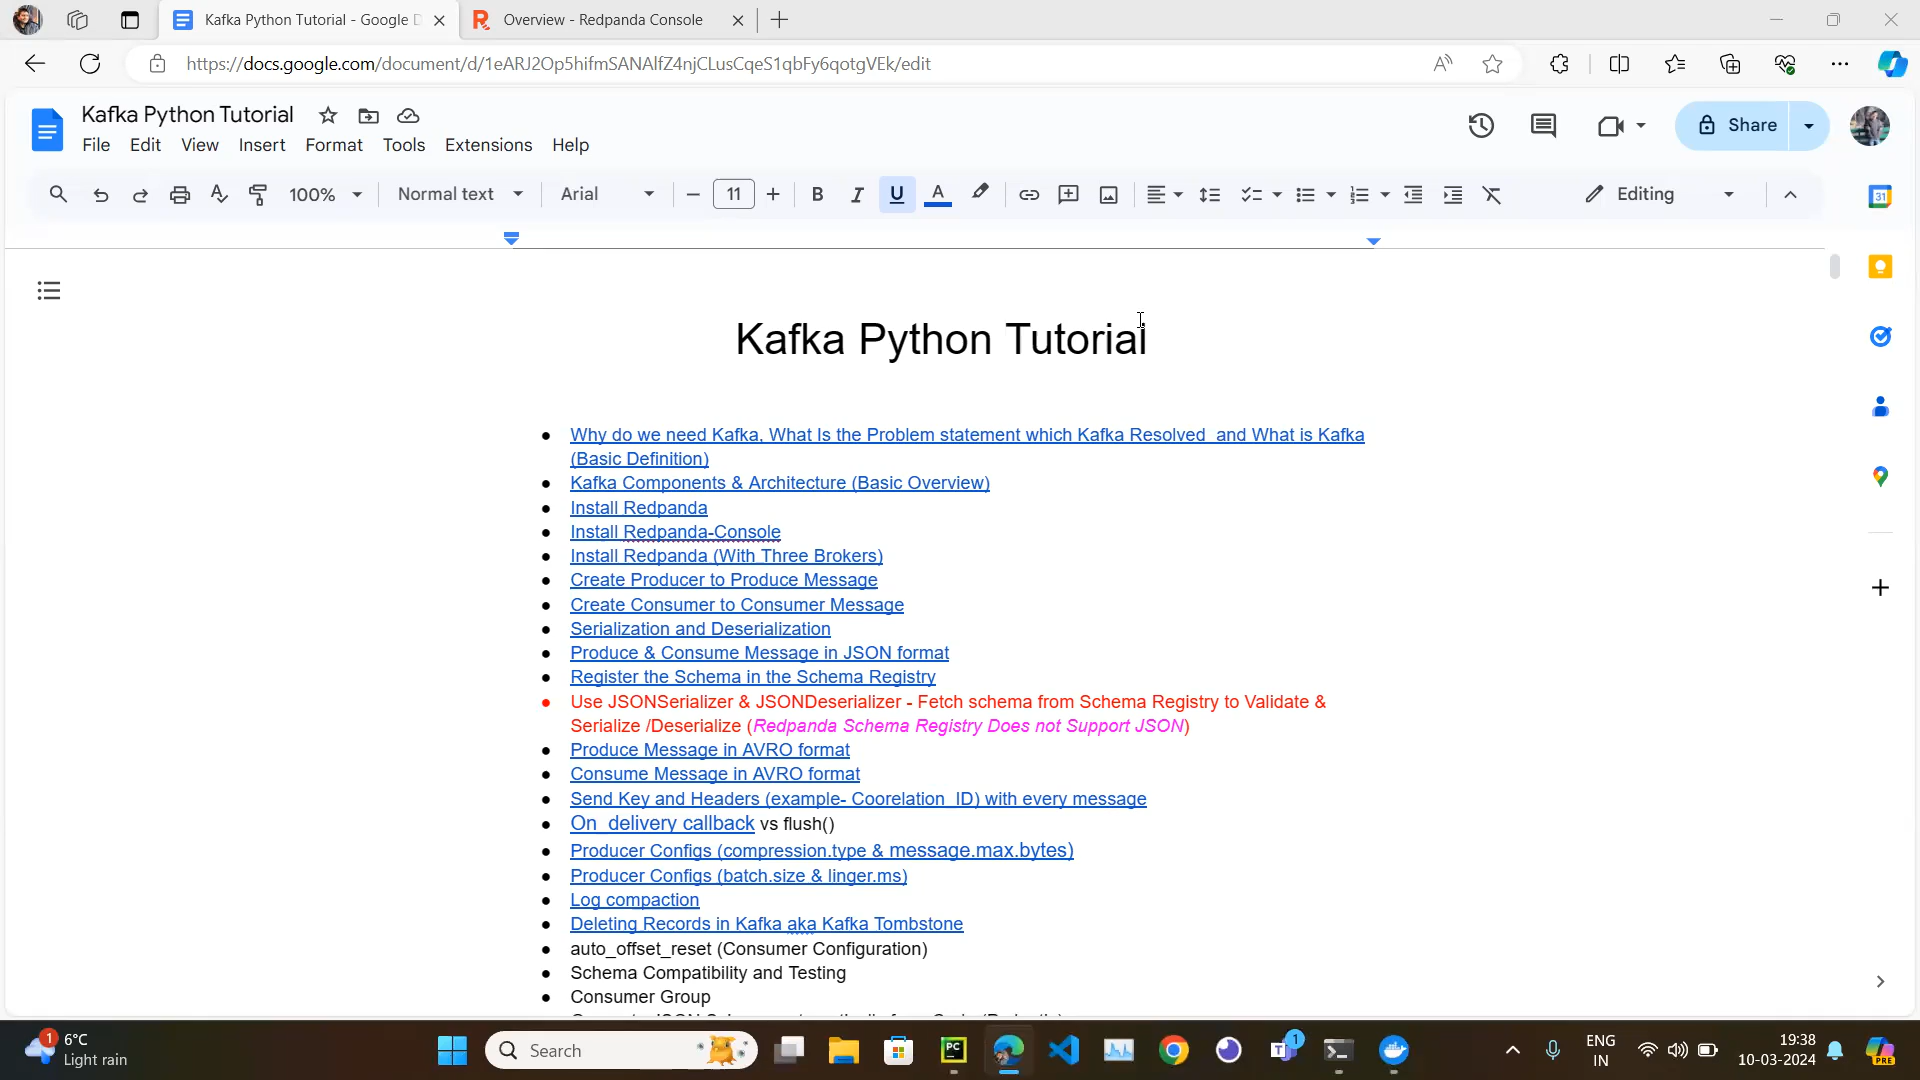 Kafka Python Tutorial - Google D
Overview - Redpanda Console
https://docs.google.com/document/d/1eARJ2Op5hifmSANAlfZ4njCLusCqeS1qbFy6qotgVEk/edit
Kafka Python Tutorial
File Edit View Insert Format Tools Extensions Help
Share
100% Normal text Arial 11 B I U A Editing
31
Kafka Python Tutorial
Why do we need Kafka, What Is the Problem statement which Kafka Resolved and What is Kafka
(Basic Definition)
Kafka Components & Architecture (Basic Overview)
Install Redpanda
Install Redpanda-Console
Install Redpanda (With Three Brokers)
Create Producer to Produce Message
Create Consumer to Consumer Message
Serialization and Deserialization
Produce & Consume Message in JSON format
Register the Schema in the Schema Registry
Use JSONSerializer & JSONDeserializer - Fetch schema from Schema Registry to Validate &
Serialize /Deserialize (Redpanda Schema Registry Does not Support JSON)
Produce Message in AVRO format
Consume Message in AVRO format
Send Key and Headers (example- Coorelation_ID) with every message
On_delivery callback vs flush()
Producer Configs (compression.type & message.max.bytes)
Producer Configs (batch.size & linger.ms)
Log compaction
Deleting Records in Kafka aka Kafka Tombstone
auto_offset_reset (Consumer Configuration)
Schema Compatibility and Testing
Consumer Group
1
6°C
Light rain
Search
PC
1
ENG
IN
19:38
10-03-2024
PRE